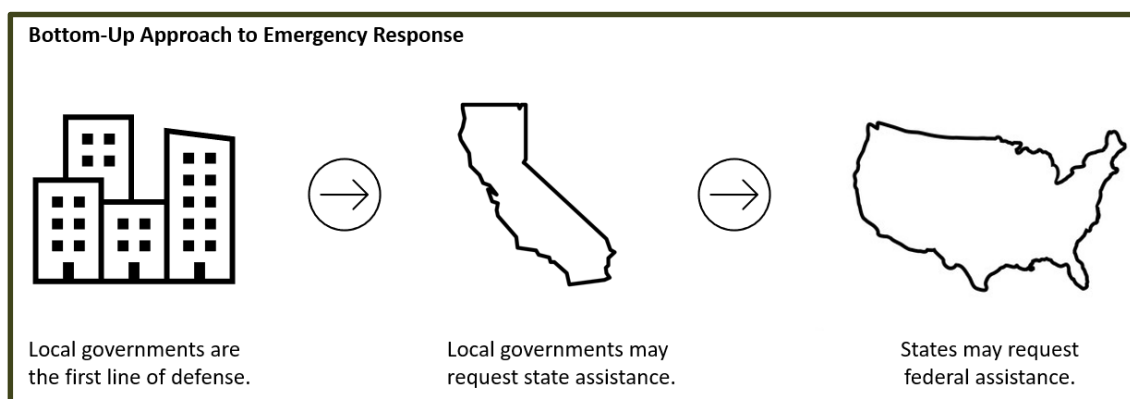 Bottom-Up Approach to Emergency Response
Local governments are
the first line of defense.
Local governments may
request state assistance.
States may request
federal assistance.